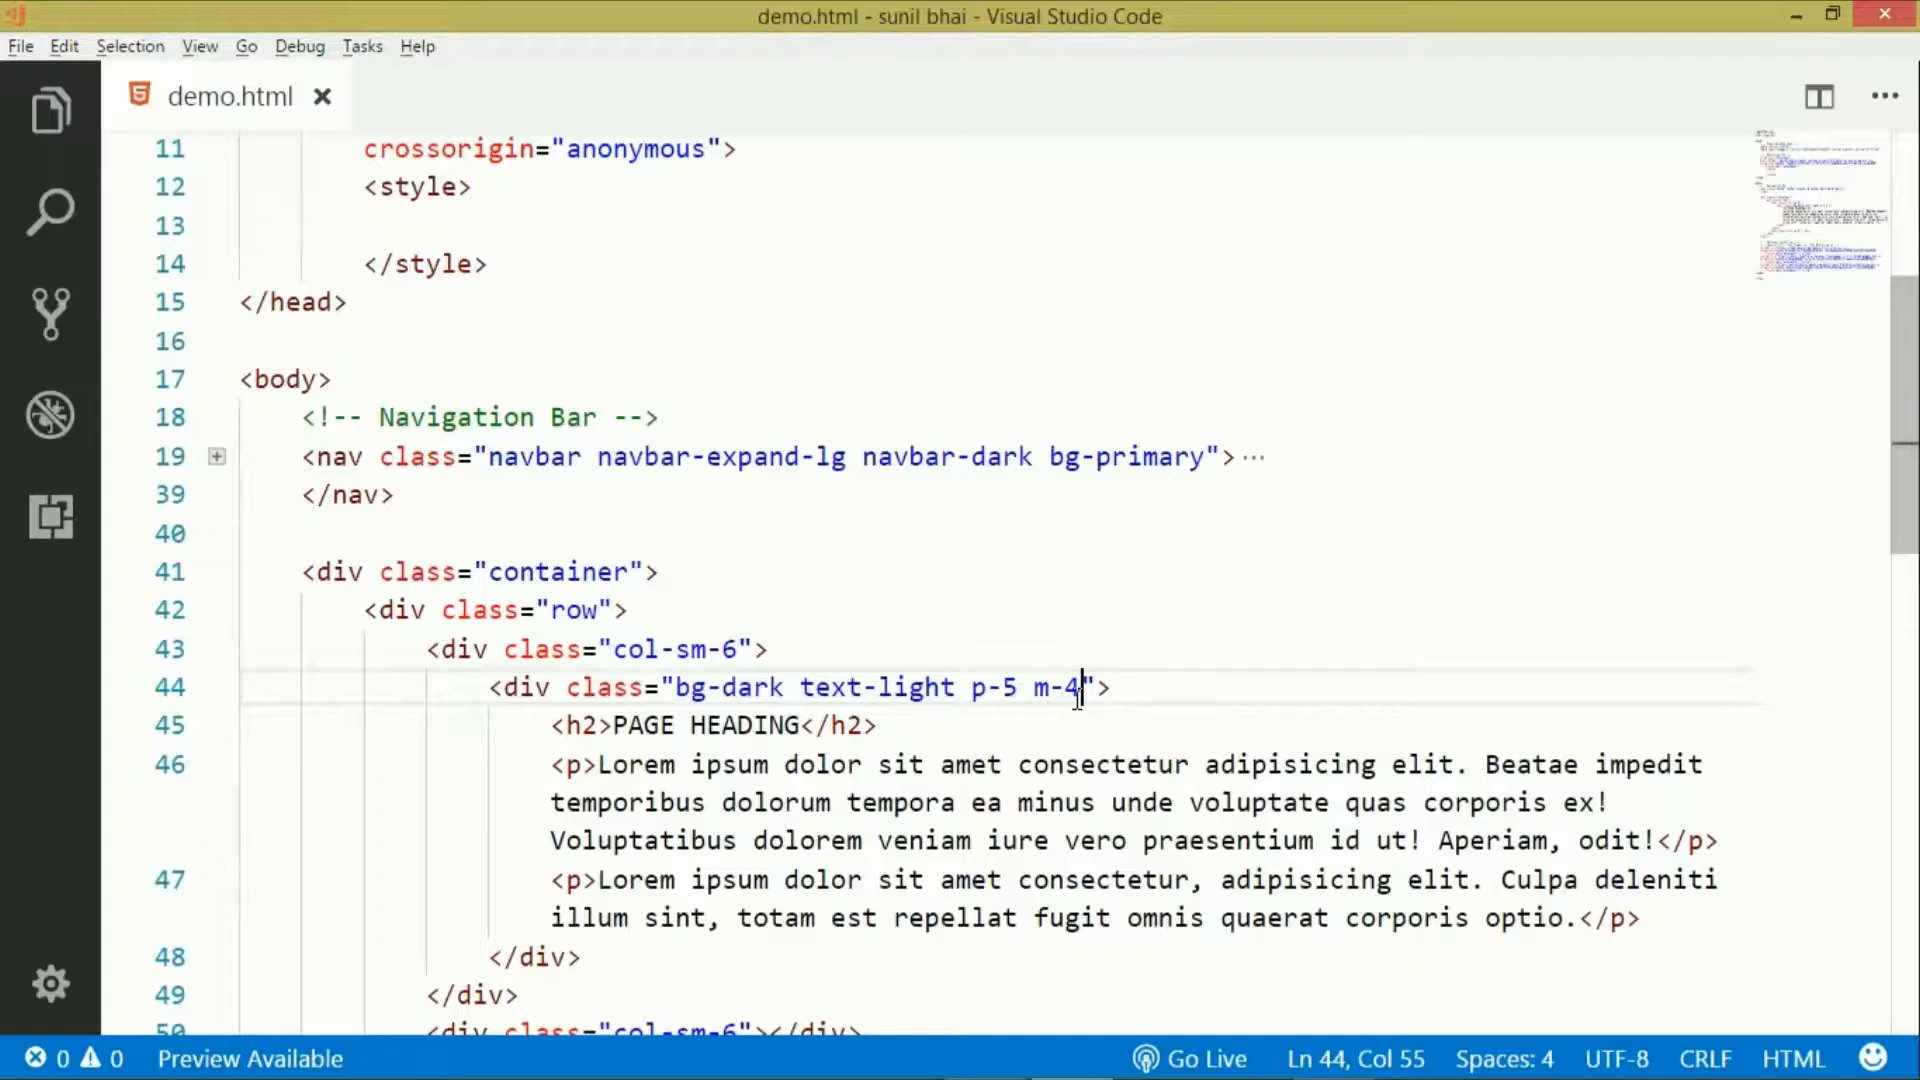 demo.html - sunil bhai - Visual Studio Code
File Edit Selection View Go Debug Tasks Help
demo.html
11 crossorigin="anonymous">
12 <style>
13
14 </style>
15 </head>
16
17 <body>
18 <!-- Navigation Bar -->
19 <nav class="navbar navbar-expand-lg navbar-dark bg-primary">···
39 </nav>
40
41 <div class="container">
42 <div class="row">
43 <div class="col-sm-6">
44 <div class="bg-dark text-light p-5 m-4">
45 <h2>PAGE HEADING</h2>
46 <p>Lorem ipsum dolor sit amet consectetur adipisicing elit. Beatae impedit
temporibus dolorum tempora ea minus unde voluptate quas corporis ex!
Voluptatibus dolorem veniam iure vero praesentium id ut! Aperiam, odit!</p>
47 <p>Lorem ipsum dolor sit amet consectetur, adipisicing elit. Culpa deleniti
illum sint, totam est repellat fugit omnis quaerat corporis optio.</p>
48 </div>
49 </div>
50 <div class="col-sm-6"></div>
0 0 Preview Available Go Live Ln 44, Col 55 Spaces: 4 UTF-8 CRLF HTML